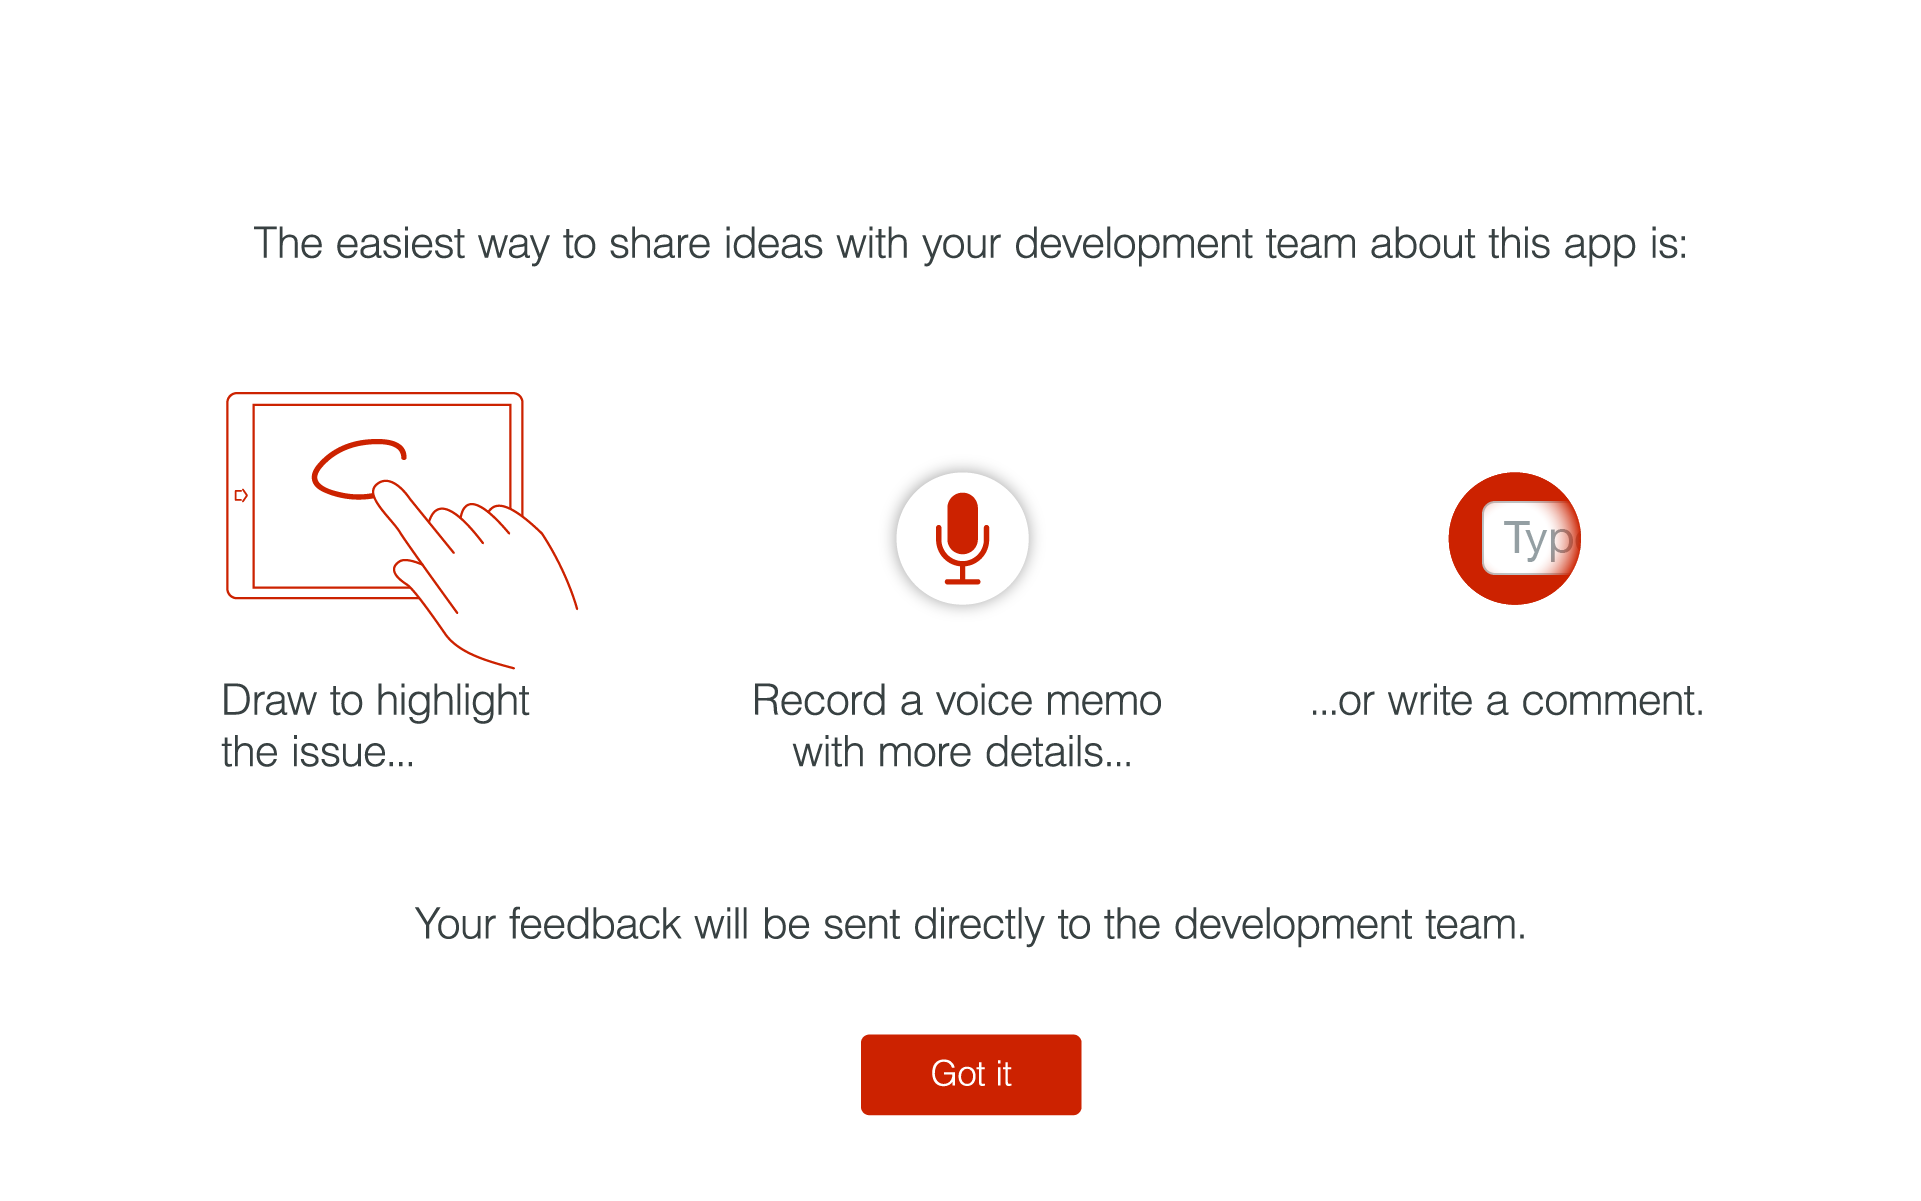 The easiest way to share ideas with your development team about this app is:
Typ
Draw to highlight
the issue...
Record a voice memo
with more details...
...or write a comment.
Your feedback will be sent directly to the development team.
Got it